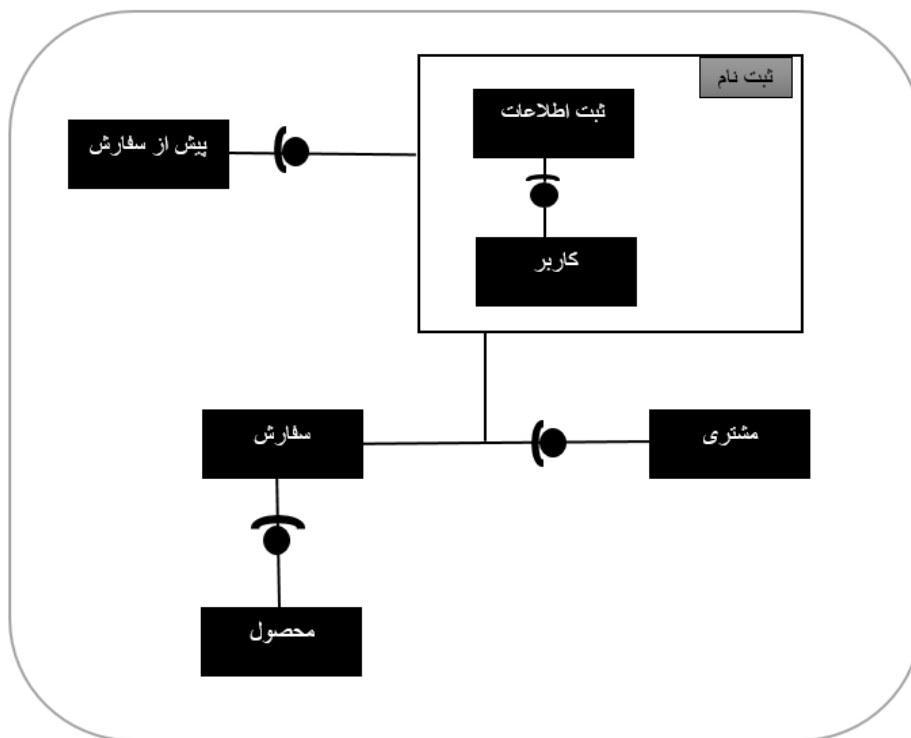 ثبت نام
ثبت اطلاعات
پیش از سفارش
کاربر
سفارش
مشتری
محصول